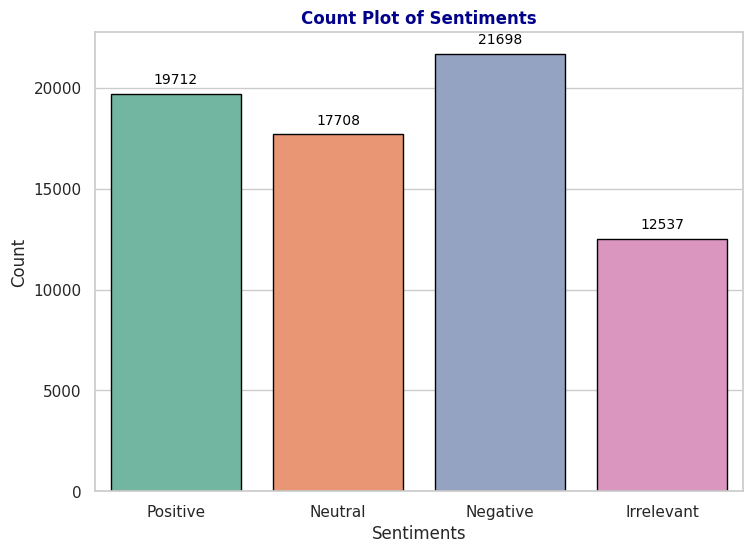 Count Plot of Sentiments
21698
19712
17708
12537
20000
15000
10000
5000
0
Count
Positive
Neutral
Negative
Irrelevant
Sentiments